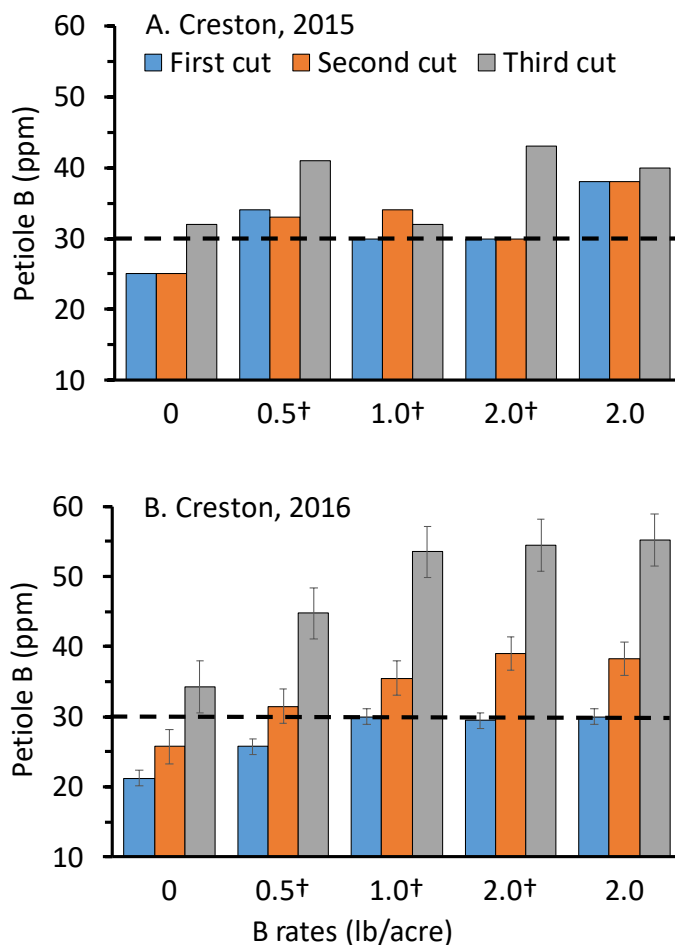 A. Creston, 2015
First cut Second cut Third cut
Petiole B (ppm)
60
50
40
30
20
10
0 0.5† 1.0† 2.0† 2.0
B. Creston, 2016
Petiole B (ppm)
60
50
40
30
20
10
0 0.5† 1.0† 2.0† 2.0
B rates (lb/acre)